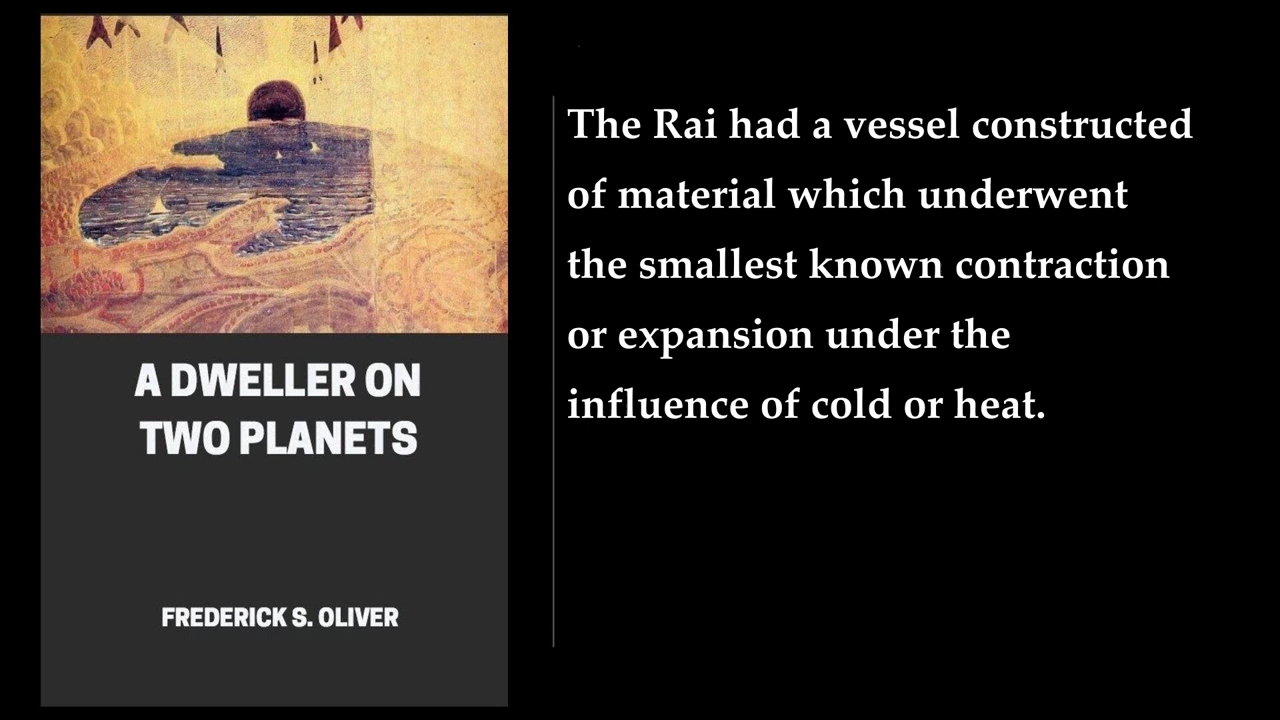 A DWELLER ON
TWO PLANETS
FREDERICK S. OLIVER
The Rai had a vessel constructed
of material which underwent
the smallest known contraction
or expansion under the
influence of cold or heat.